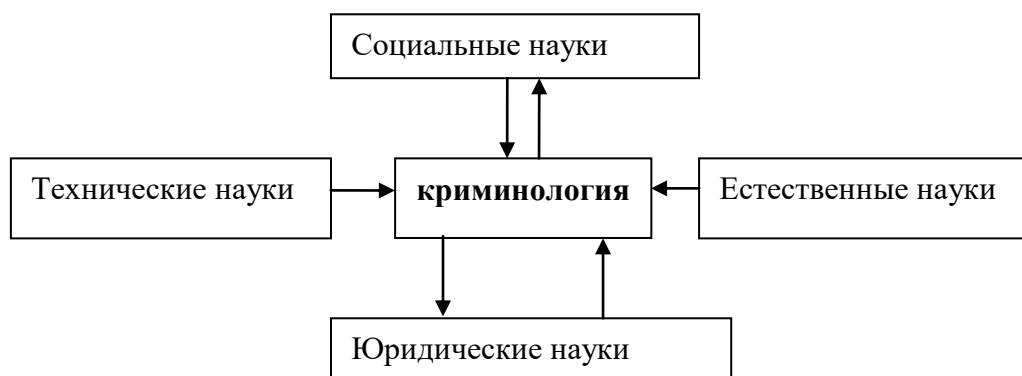 Социальные науки
Технические науки
криминология
Естественные науки
Юридические науки